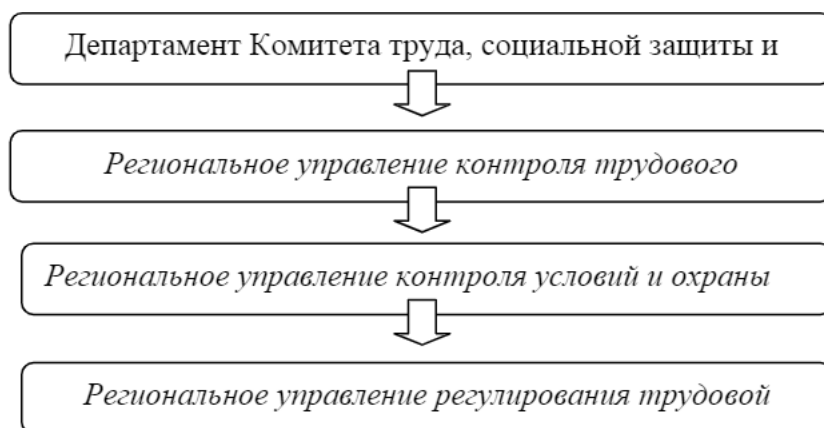 Департамент Комитета труда, социальной защиты и
Региональное управление контроля трудового
Региональное управление контроля условий и охраны
Региональное управление регулирования трудовой